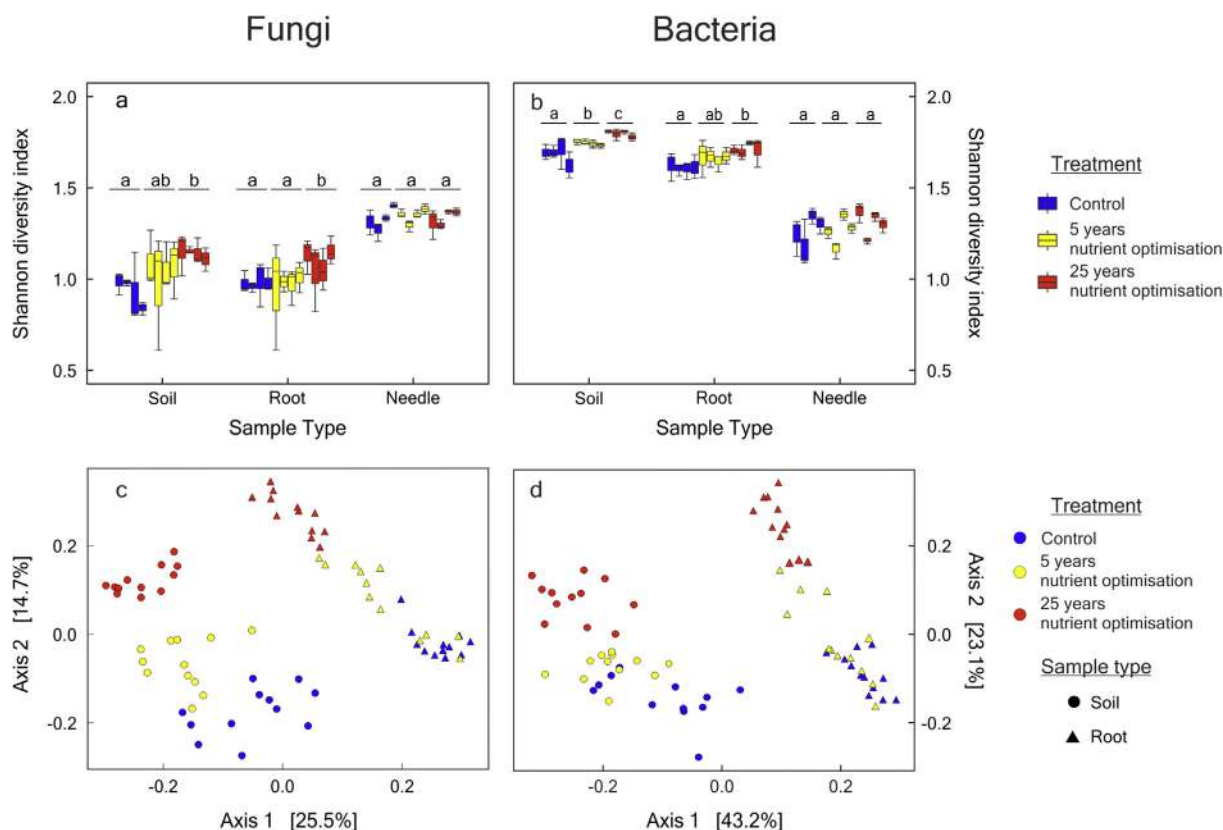 Fungi
Bacteria
a
2.0
1.5
1.0
0.5
Shannon diversity index
a ab b
a a b
a a a
Soil Root Needle
Sample Type
b
a b c
a ab b
a a a
2.0
1.5
1.0
0.5
Shannon diversity index
Soil Root Needle
Sample Type
Treatment
Control
5 years
nutrient optimisation
25 years
nutrient optimisation
c
0.2
0.0
-0.2
Axis 2 [14.7%]
-0.2 0.0 0.2
Axis 1 [25.5%]
d
0.2
0.0
-0.2
Axis 2 [23.1%]
-0.2 0.0 0.2
Axis 1 [43.2%]
Treatment
Control
5 years
nutrient optimisation
25 years
nutrient optimisation
Sample type
Soil
Root